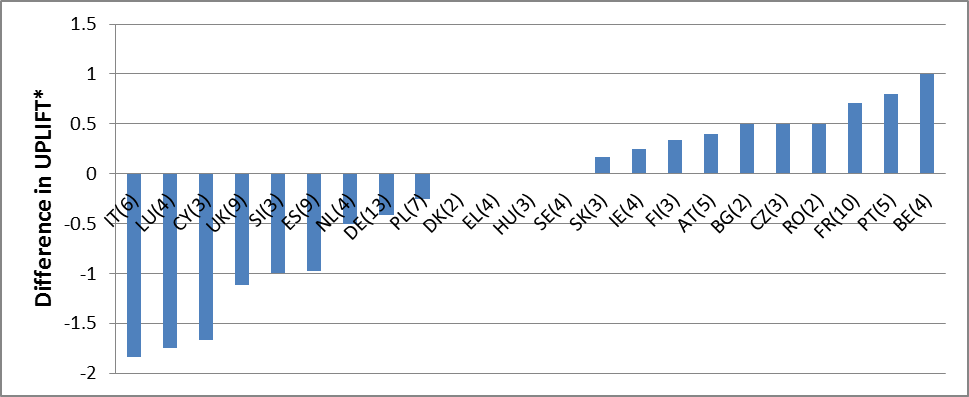 Difference in UPLIFT*
1.5
1
0.5
0
-0.5
-1
-1.5
-2
IT(6)
LU(4)
CY(3)
UK(9)
SI(3)
ES(9)
NL(4)
DE(13)
PL(7)
DK(2)
EL(4)
HU(3)
SE(4)
SK(3)
IE(4)
FI(3)
AT(5)
BG(2)
CZ(3)
RO(2)
FR(10)
PT(5)
BE(4)